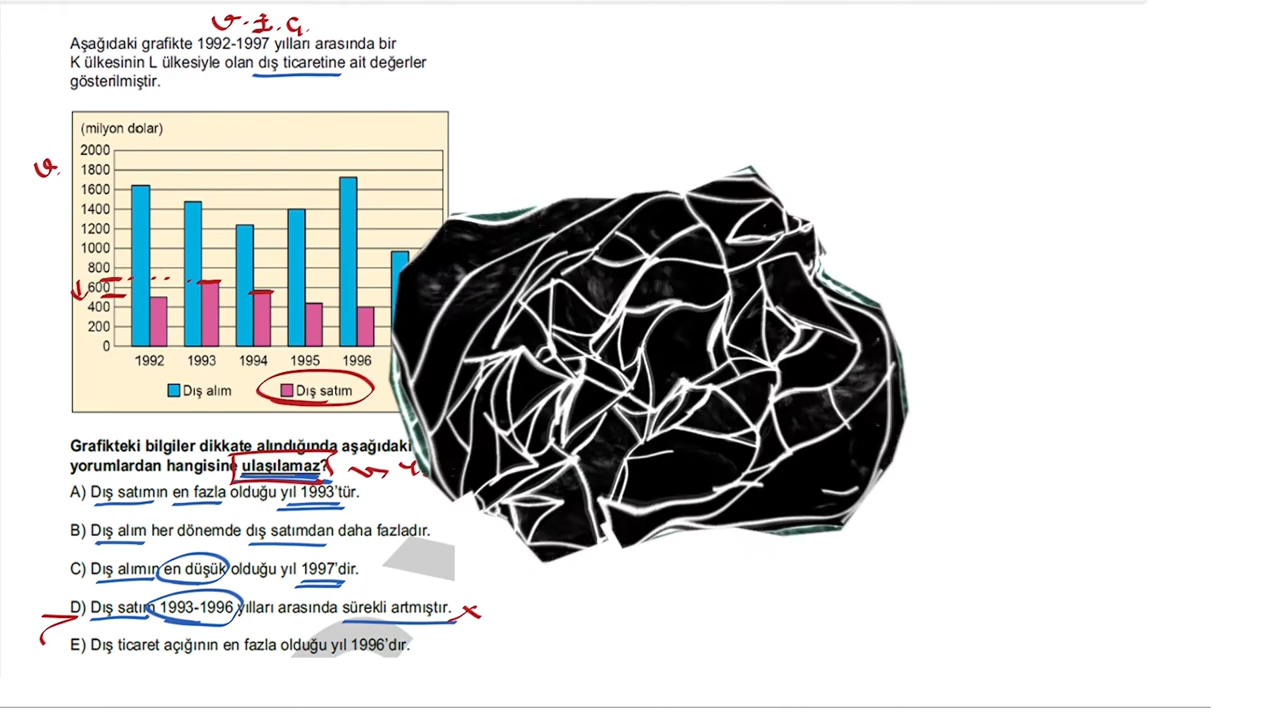 Aşağıdaki grafikte 1992-1997 yılları arasında bir
K ülkesinin L ülkesiyle olan dış ticaretine ait değerler
gösterilmiştir.
(milyon dolar)
2000
1800
1600
1400
1200
1000
800
600
400
200
0
1992 1993 1994 1995 1996
Dış alım Dış satım
Grafikteki bilgiler dikkate alındığında aşağıdaki
yorumlardan hangisine ulaşılamaz?
A) Dış satımın en fazla olduğu yıl 1993'tür.
B) Dış alım her dönemde dış satımdan daha fazladır.
C) Dış alımın en düşük olduğu yıl 1997'dir.
D) Dış satım 1993-1996 yılları arasında sürekli artmıştır.
E) Dış ticaret açığının en fazla olduğu yıl 1996'dır.